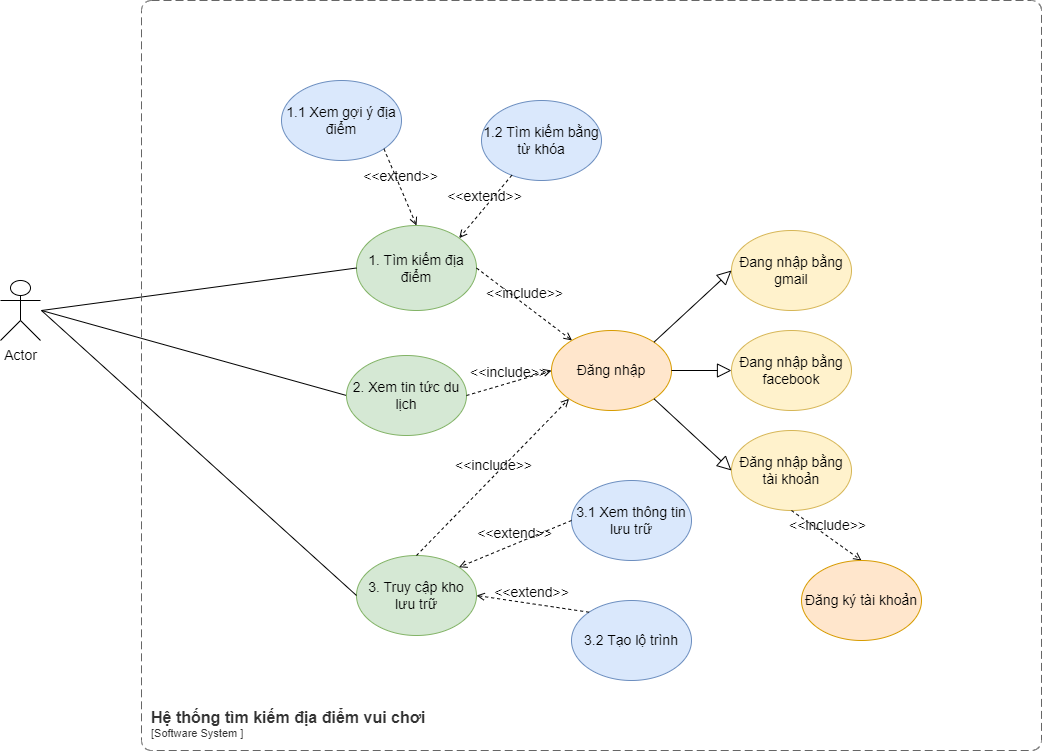 1.1 Xem gợi ý địa
điểm
1.2 Tìm kiếm bằng
từ khóa
<<extend>>
<<extend>>
1. Tìm kiếm địa
điểm
<<include>>
Đang nhập bằng
gmail
Actor
2. Xem tin tức du
lịch
<<include>>
Đăng nhập
Đang nhập bằng
facebook
<<include>>
Đăng nhập bằng
tài khoản
3.1 Xem thông tin
lưu trữ
<<extend>>
<<include>>
3. Truy cập kho
lưu trữ
<<extend>>
Đăng ký tài khoản
3.2 Tạo lộ trình
Hệ thống tìm kiếm địa điểm vui chơi
[Software System ]